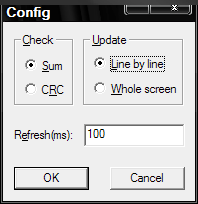 Config
Check
Sum
CRC
Update
Line by line
Whole screen
Refresh(ms): 100
OK
Cancel